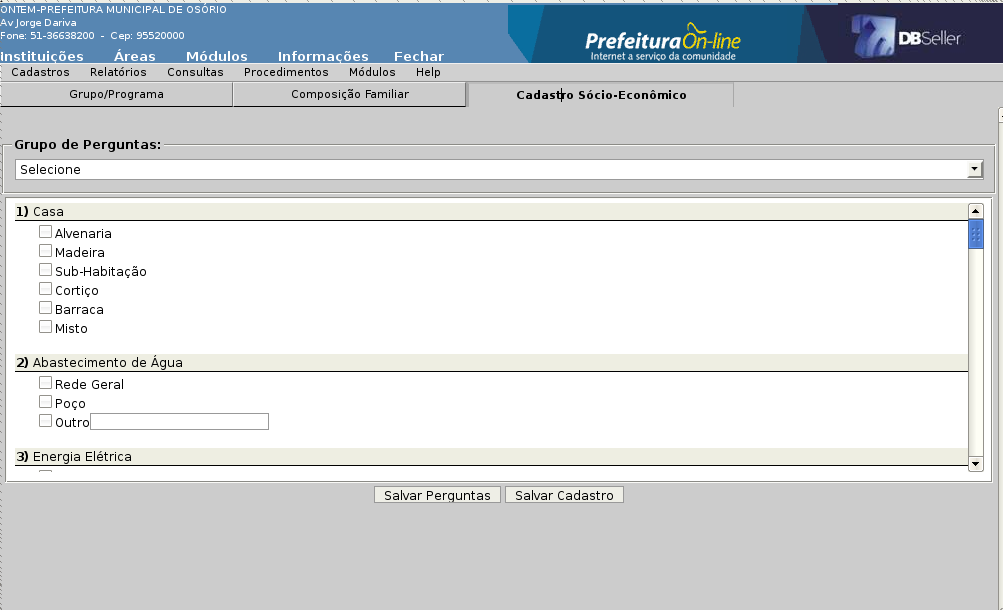 ONTEM-PREFEITURA MUNICIPAL DE OSÓRIO
Av Jorge Dariva
Fone: 51-36638200 - Cep: 95520000
Prefeitura On-line
Internet a serviço da comunidade
DBSeller
Instituições Áreas Módulos Informações Fechar
Cadastros Relatórios Consultas Procedimentos Módulos Help
Grupo/Programa Composição Familiar Cadastro Sócio-Econômico
Grupo de Perguntas:
Selecione
1) Casa
Alvenaria
Madeira
Sub-Habitação
Cortiço
Barraca
Misto
2) Abastecimento de Água
Rede Geral
Poço
Outro
3) Energia Elétrica
Salvar Perguntas Salvar Cadastro